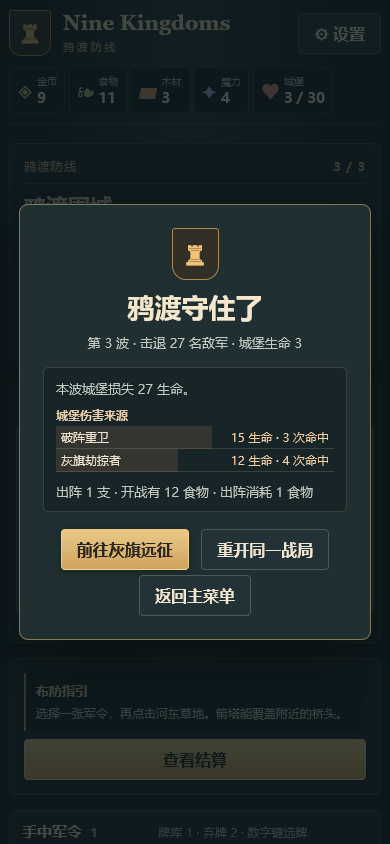 Nine Kingdoms
鸦渡防线
设置
金币
9
食物
11
木材
3
魔力
4
城堡
3 / 30
鸦渡防线
3 / 3
鸦渡守住了
第 3 波 · 击退 27 名敌军 · 城堡生命 3
本波城堡损失 27 生命。
城堡伤害来源
破阵重卫 15 生命 · 3 次命中
灰旗劫掠者 12 生命 · 4 次命中
出阵 1 支 · 开战有 12 食物 · 出阵消耗 1 食物
前往灰旗远征
重开同一战局
返回主菜单
布防指引
选择一张军令，再点击河东草地。箭塔能覆盖附近的桥头。
查看结算
手中军令 1
牌库 1 · 弃牌 2 · 数字键选牌